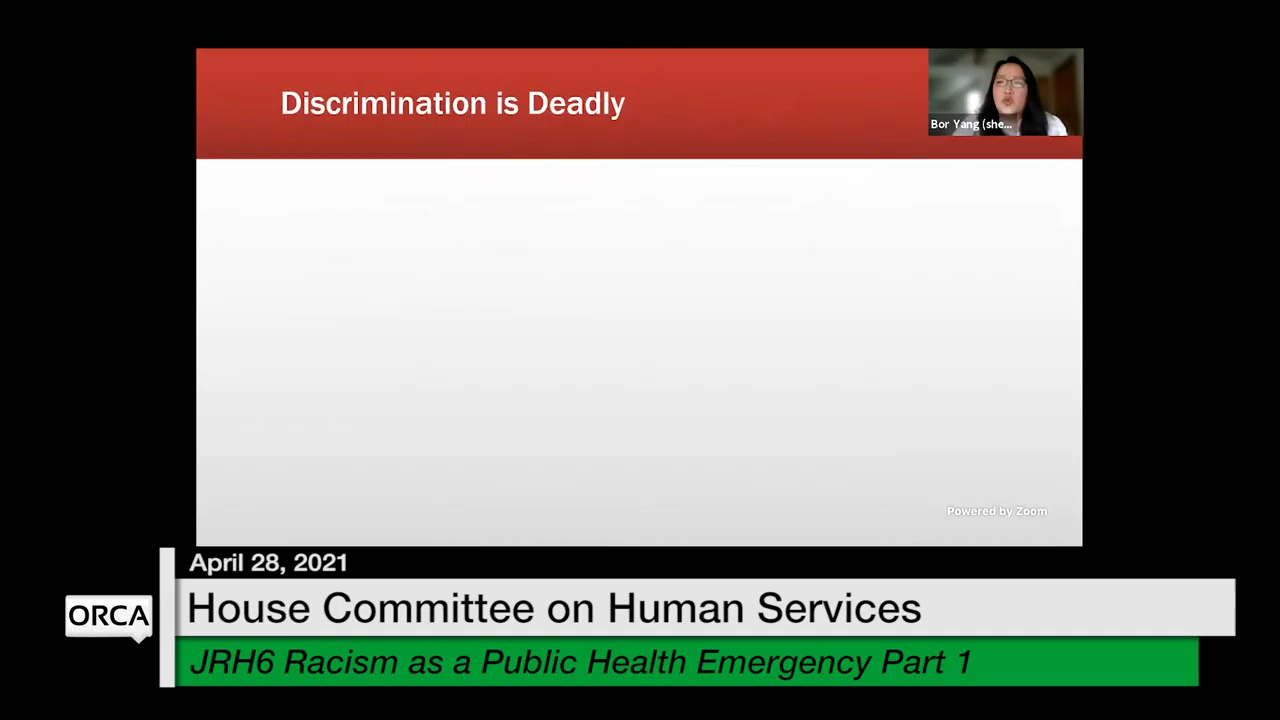 Discrimination is Deadly
Bor Yang (she...
Powered by Zoom
April 28, 2021
House Committee on Human Services
ORCA
JRH6 Racism as a Public Health Emergency Part 1